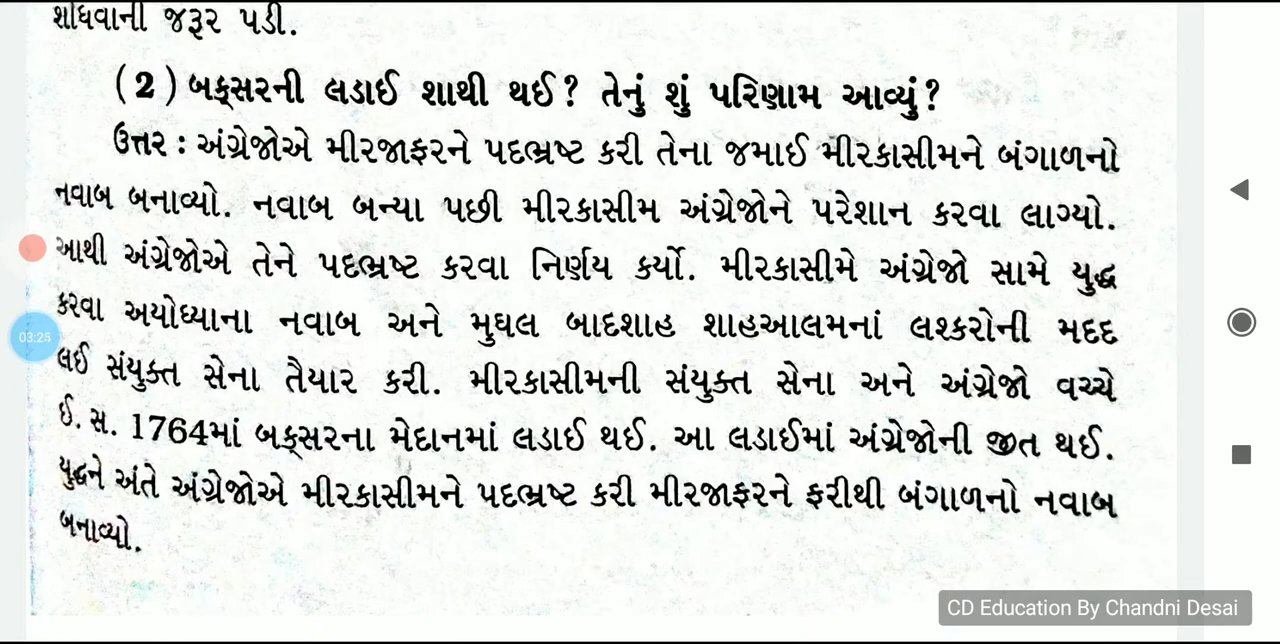 શોધવાની જરૂર પડી.
(2) બક્સરની લડાઈ શાથી થઈ? તેનું શું પરિણામ આવ્યું?
ઉત્તર : અંગ્રેજોએ મીરજાફરને પદભ્રષ્ટ કરી તેના જમાઈ મીરકાસીમને બંગાળનો
નવાબ બનાવ્યો. નવાબ બન્યા પછી મીરકાસીમ અંગ્રેજોને પરેશાન કરવા લાગ્યો.
આથી અંગ્રેજોએ તેને પદભ્રષ્ટ કરવા નિર્ણય કર્યો. મીરકાસીમે અંગ્રેજો સામે યુદ્ધ
કરવા અયોધ્યાના નવાબ અને મુઘલ બાદશાહ શાહઆલમનાં લશ્કરોની મદદ
03:25
લઈ સંયુક્ત સેના તૈયાર કરી. મીરકાસીમની સંયુક્ત સેના અને અંગ્રેજો વચ્ચે
ઈ. સ. 1764માં બક્સરના મેદાનમાં લડાઈ થઈ. આ લડાઈમાં અંગ્રેજોની જીત થઈ.
યુદ્ધને અંતે અંગ્રેજોએ મીરકાસીમને પદભ્રષ્ટ કરી મીરજાફરને ફરીથી બંગાળનો નવાબ
બનાવ્યો.
CD Education By Chandni Desai